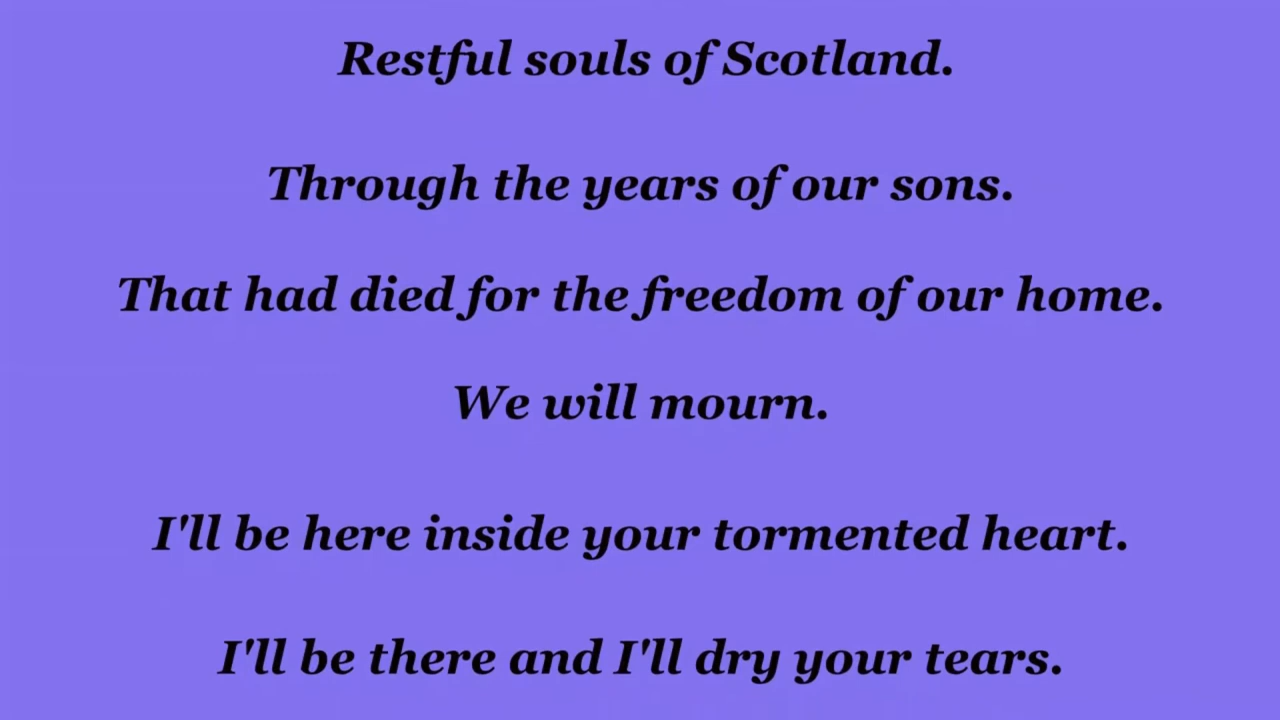 Restful souls of Scotland.
Through the years of our sons.
That had died for the freedom of our home.
We will mourn.
I'll be here inside your tormented heart.
I'll be there and I'll dry your tears.